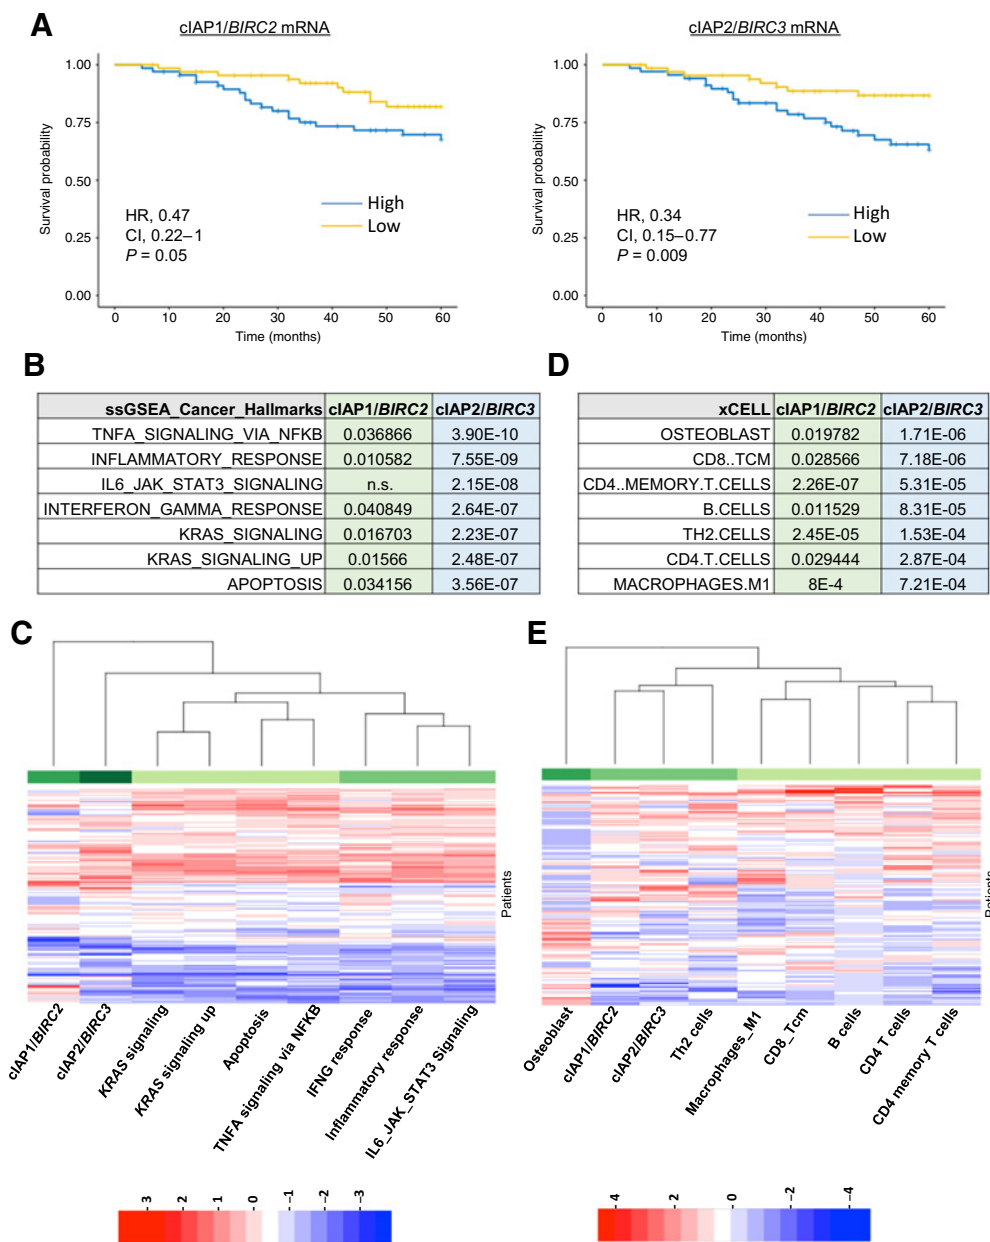 A
cIAP1/BIRC2 mRNA
1.00
0.75
0.50
0.25
0.00
Survival probability
HR, 0.47
CI, 0.22–1
P = 0.05
High
Low
0 10 20 30 40 50 60
Time (months)
cIAP2/BIRC3 mRNA
1.00
0.75
0.50
0.25
0.00
Survival probability
HR, 0.34
CI, 0.15–0.77
P = 0.009
High
Low
0 10 20 30 40 50 60
Time (months)
B
ssGSEA_Cancer_Hallmarks cIAP1/BIRC2 cIAP2/BIRC3
TNFA_SIGNALING_VIA_NFKB 0.036866 3.90E-10
INFLAMMATORY_RESPONSE 0.010582 7.55E-09
IL6_JAK_STAT3_SIGNALING n.s. 2.15E-08
INTERFERON_GAMMA_RESPONSE 0.040849 2.64E-07
KRAS_SIGNALING 0.016703 2.23E-07
KRAS_SIGNALING_UP 0.01566 2.48E-07
APOPTOSIS 0.034156 3.56E-07
D
xCELL cIAP1/BIRC2 cIAP2/BIRC3
OSTEOBLAST 0.019782 1.71E-06
CD8..TCM 0.028566 7.18E-06
CD4..MEMORY.T.CELLS 2.26E-07 5.31E-05
B.CELLS 0.011529 8.31E-05
TH2.CELLS 2.45E-05 1.53E-04
CD4.T.CELLS 0.029444 2.87E-04
MACROPHAGES.M1 8E-4 7.21E-04
C
Patients
cIAP1/BIRC2
cIAP2/BIRC3
KRAS signaling
KRAS signaling up
Apoptosis
TNFA signaling via NFKB
IFNG response
Inflammatory response
IL6_JAK_STAT3 Signaling
3 2 1 0 −1 −2 −3
E
Patients
Osteoblast
cIAP1/BIRC2
cIAP2/BIRC3
Th2 cells
Macrophages_M1
CD8_Tcm
B cells
CD4 T cells
CD4 memory T cells
4 2 0 −2 −4